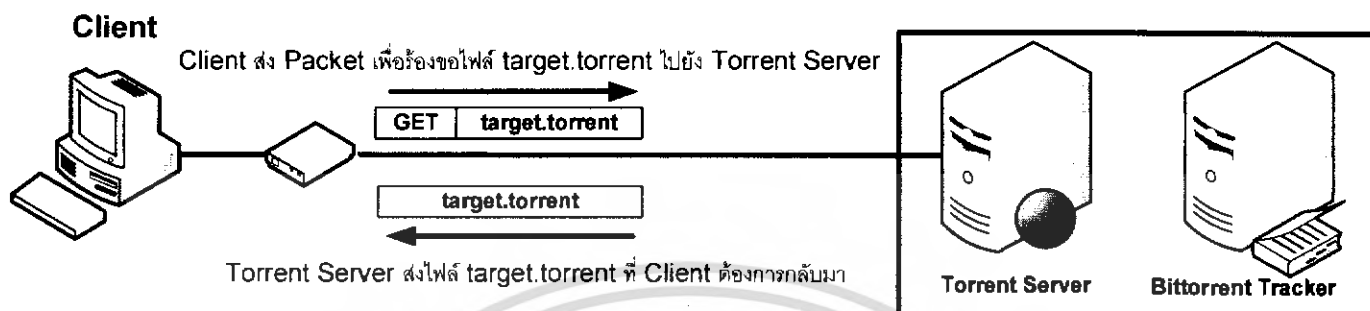 Client
Client ส่ง Packet เพื่อร้องขอไฟล์ target.torrent ไปยัง Torrent Server
GET target.torrent
target.torrent
Torrent Server ส่งไฟล์ target.torrent ที่ Client ต้องการกลับมา
Torrent Server
Bittorrent Tracker